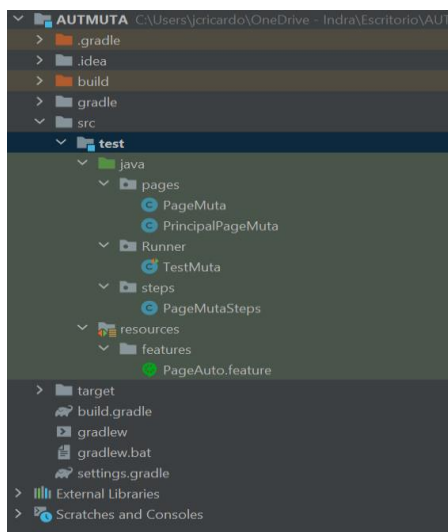 AUTMUTA C:\Users\jcricardo\OneDrive - Indra\Escritorio\AUT
.gradle
.idea
build
gradle
src
test
java
pages
PageMuta
PrincipalPageMuta
Runner
TestMuta
steps
PageMutaSteps
resources
features
PageAuto.feature
target
build.gradle
gradlew
gradlew.bat
settings.gradle
External Libraries
Scratches and Consoles